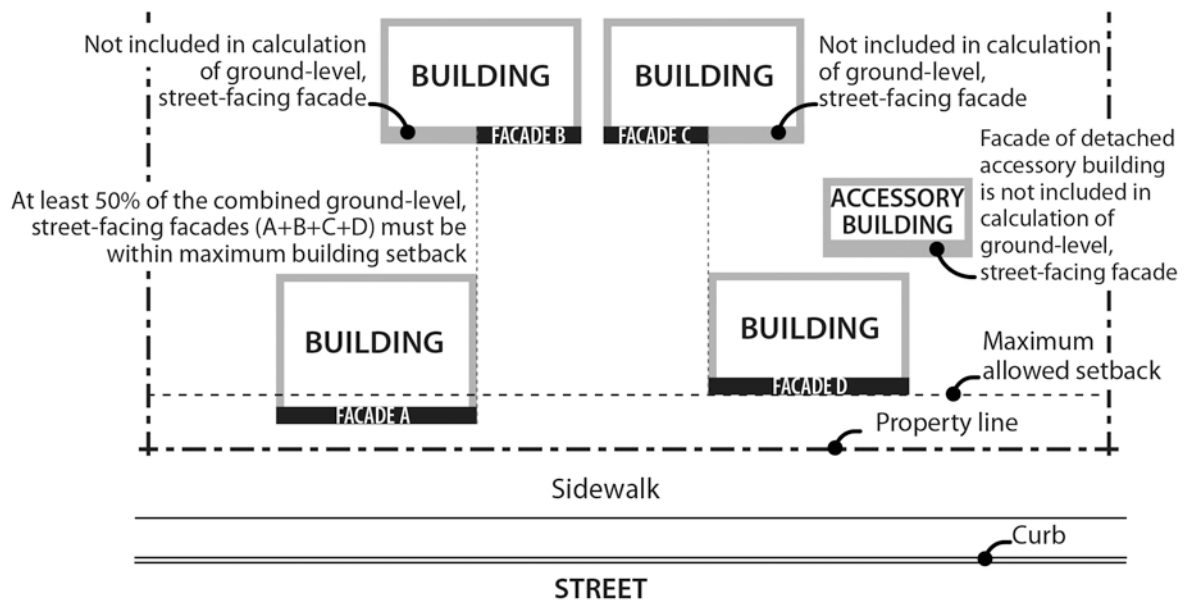 Not included in calculation
of ground-level,
street-facing facade
BUILDING
FACADE B
BUILDING
FACADE C
Not included in calculation
of ground-level,
street-facing facade
Facade of detached
accessory building
is not included in
calculation of
ground-level,
street-facing facade
ACCESSORY
BUILDING
At least 50% of the combined ground-level,
street-facing facades (A+B+C+D) must be
within maximum building setback
BUILDING
FACADE A
BUILDING
FACADE D
Maximum
allowed setback
Property line
Sidewalk
Curb
STREET